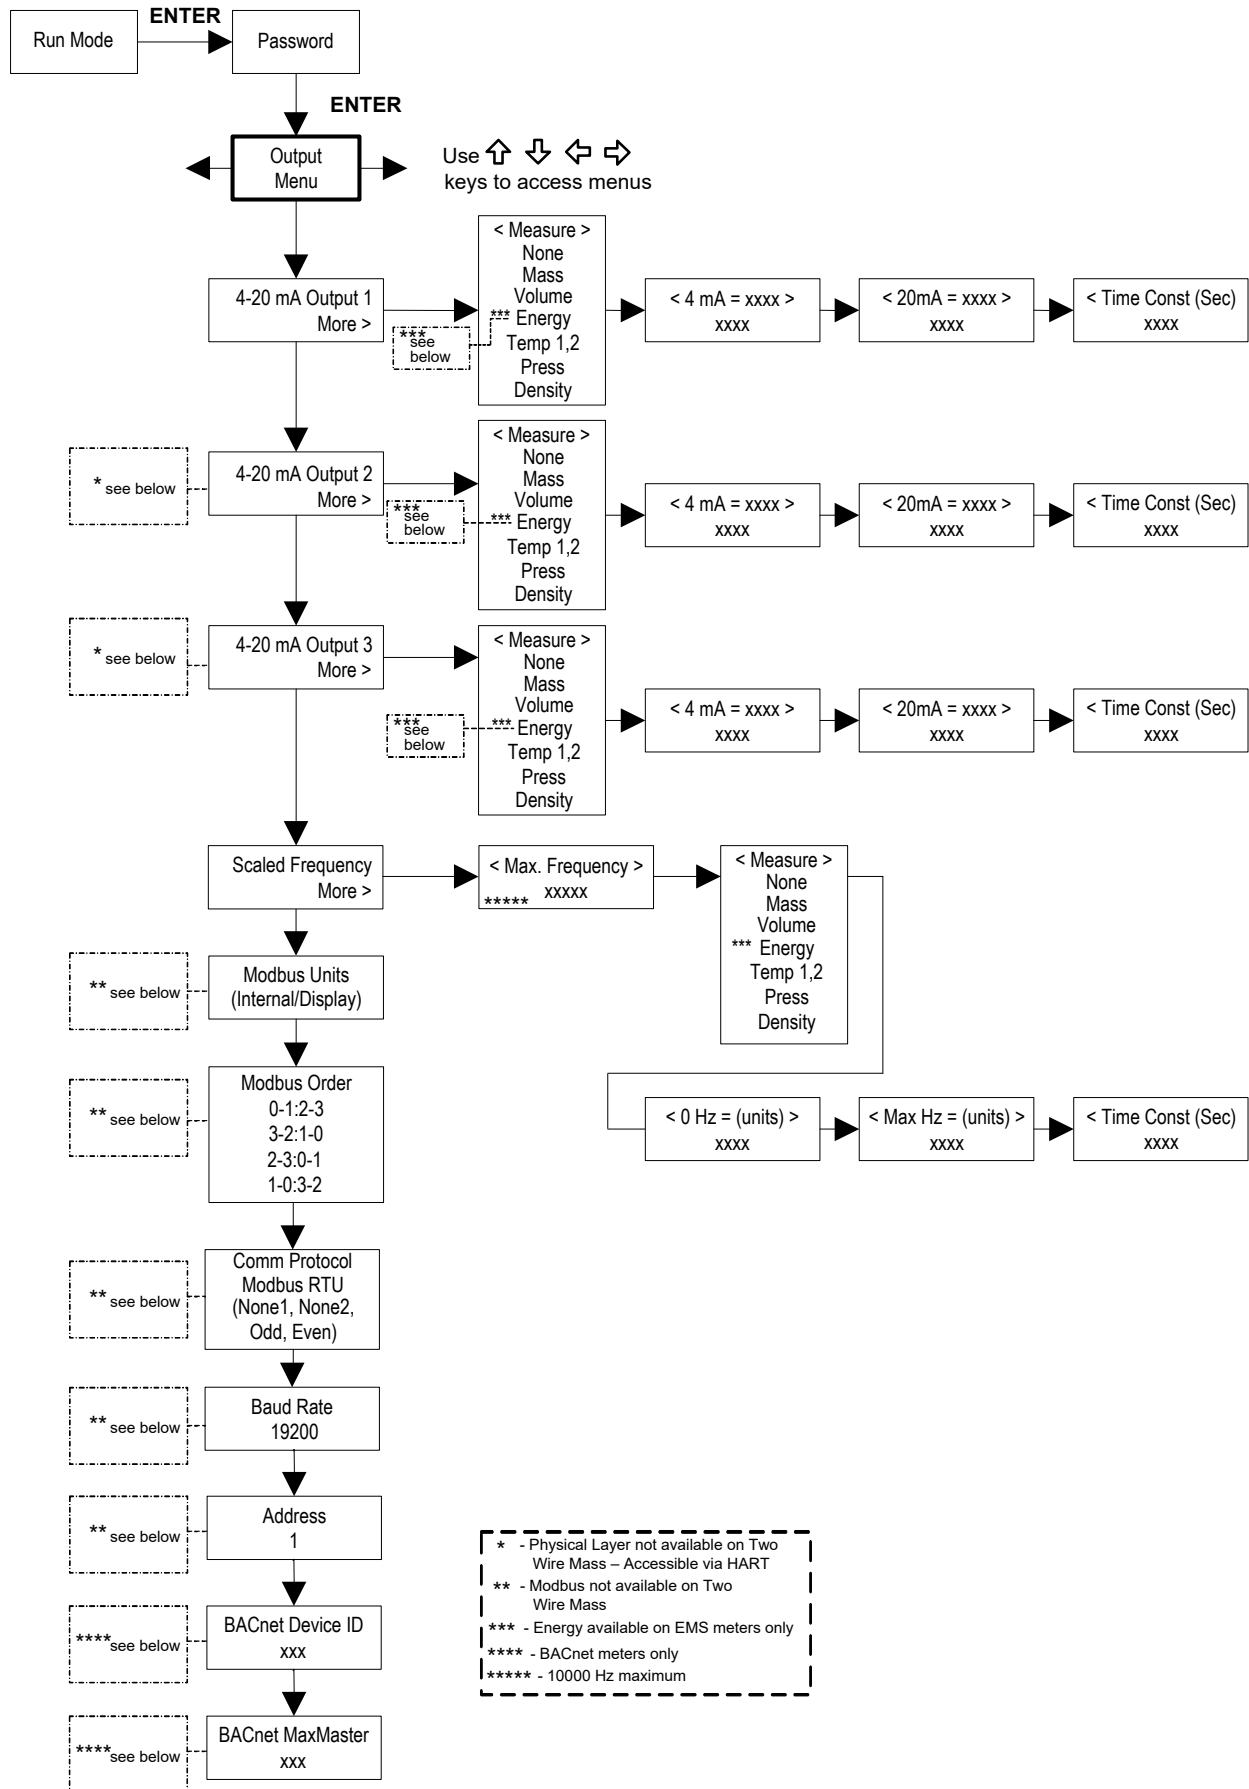 ENTER
Run Mode
Password
ENTER
Output
Menu
Use
keys to access menus
4-20 mA Output 1
More >
*** see
below
< Measure >
None
Mass
Volume
*** Energy
Temp 1,2
Press
Density
< 4 mA = xxxx >
xxxx
< 20mA = xxxx >
xxxx
< Time Const (Sec)
xxxx
* see below
4-20 mA Output 2
More >
*** see
below
< Measure >
None
Mass
Volume
*** Energy
Temp 1,2
Press
Density
< 4 mA = xxxx >
xxxx
< 20mA = xxxx >
xxxx
< Time Const (Sec)
xxxx
* see below
4-20 mA Output 3
More >
*** see
below
< Measure >
None
Mass
Volume
*** Energy
Temp 1,2
Press
Density
< 4 mA = xxxx >
xxxx
< 20mA = xxxx >
xxxx
< Time Const (Sec)
xxxx
Scaled Frequency
More >
< Max. Frequency >
***** xxxxx
< Measure >
None
Mass
Volume
*** Energy
Temp 1,2
Press
Density
< 0 Hz = (units) >
xxxx
< Max Hz = (units) >
xxxx
< Time Const (Sec)
xxxx
** see below
Modbus Units
(Internal/Display)
** see below
Modbus Order
0-1:2-3
3-2:1-0
2-3:0-1
1-0:3-2
** see below
Comm Protocol
Modbus RTU
(None1, None2,
Odd, Even)
** see below
Baud Rate
19200
** see below
Address
1
**** see below
BACnet Device ID
xxx
**** see below
BACnet MaxMaster
xxx
* - Physical Layer not available on Two
Wire Mass – Accessible via HART
** - Modbus not available on Two
Wire Mass
*** - Energy available on EMS meters only
**** - BACnet meters only
***** - 10000 Hz maximum